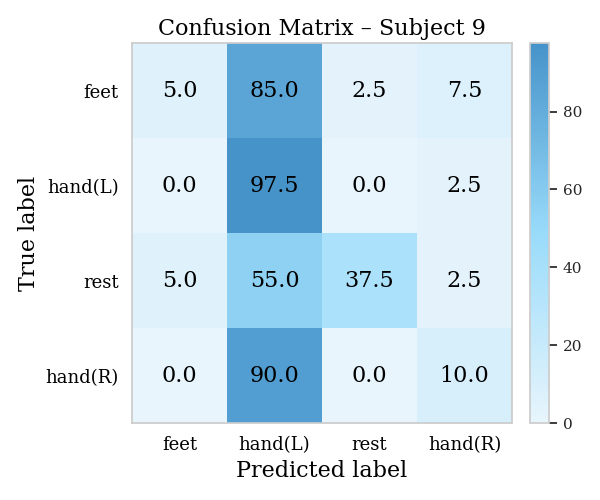 Confusion Matrix – Subject 9
feet 5.0 85.0 2.5 7.5
hand(L) 0.0 97.5 0.0 2.5
rest 5.0 55.0 37.5 2.5
hand(R) 0.0 90.0 0.0 10.0
feet hand(L) rest hand(R)
Predicted label
True label
80
60
40
20
0